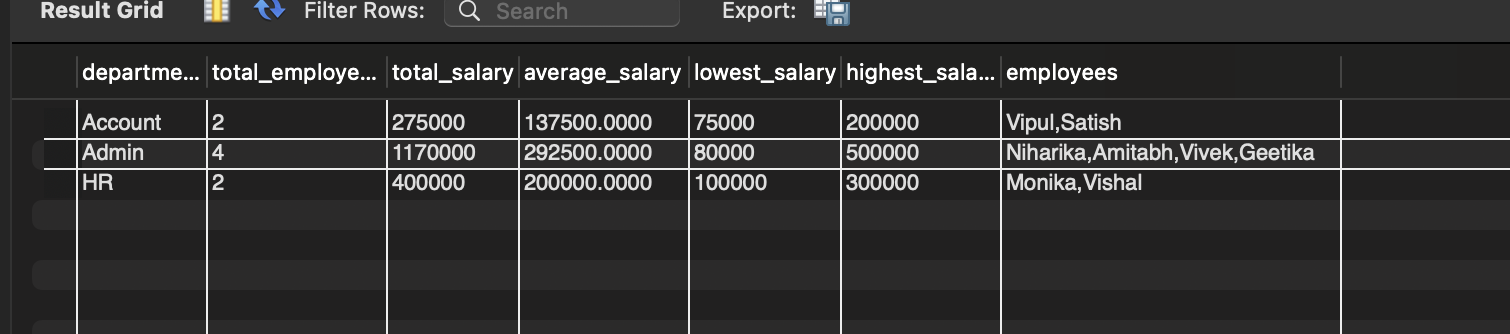 Result Grid Filter Rows: Search Export:
departme... total_employe... total_salary average_salary lowest_salary highest_sala... employees
Account 2 275000 137500.0000 75000 200000 Vipul,Satish
Admin 4 1170000 292500.0000 80000 500000 Niharika,Amitabh,Vivek,Geetika
HR 2 400000 200000.0000 100000 300000 Monika,Vishal